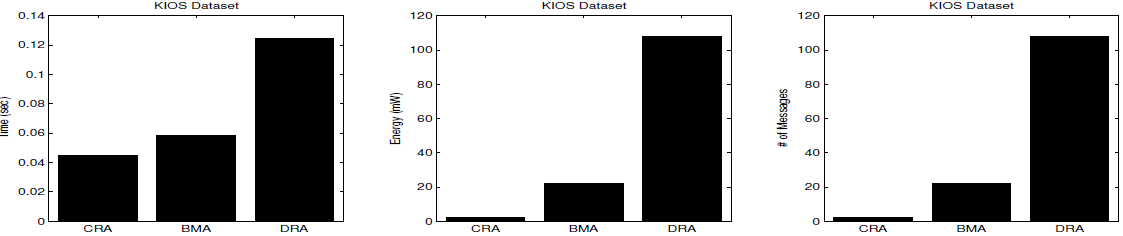 KIOS Dataset
Time (sec)
0.14
0.12
0.1
0.08
0.06
0.04
0.02
0
CRA BMA DRA
KIOS Dataset
Energy (mW)
120
100
80
60
40
20
0
CRA BMA DRA
KIOS Dataset
# of Messages
120
100
80
60
40
20
0
CRA BMA DRA